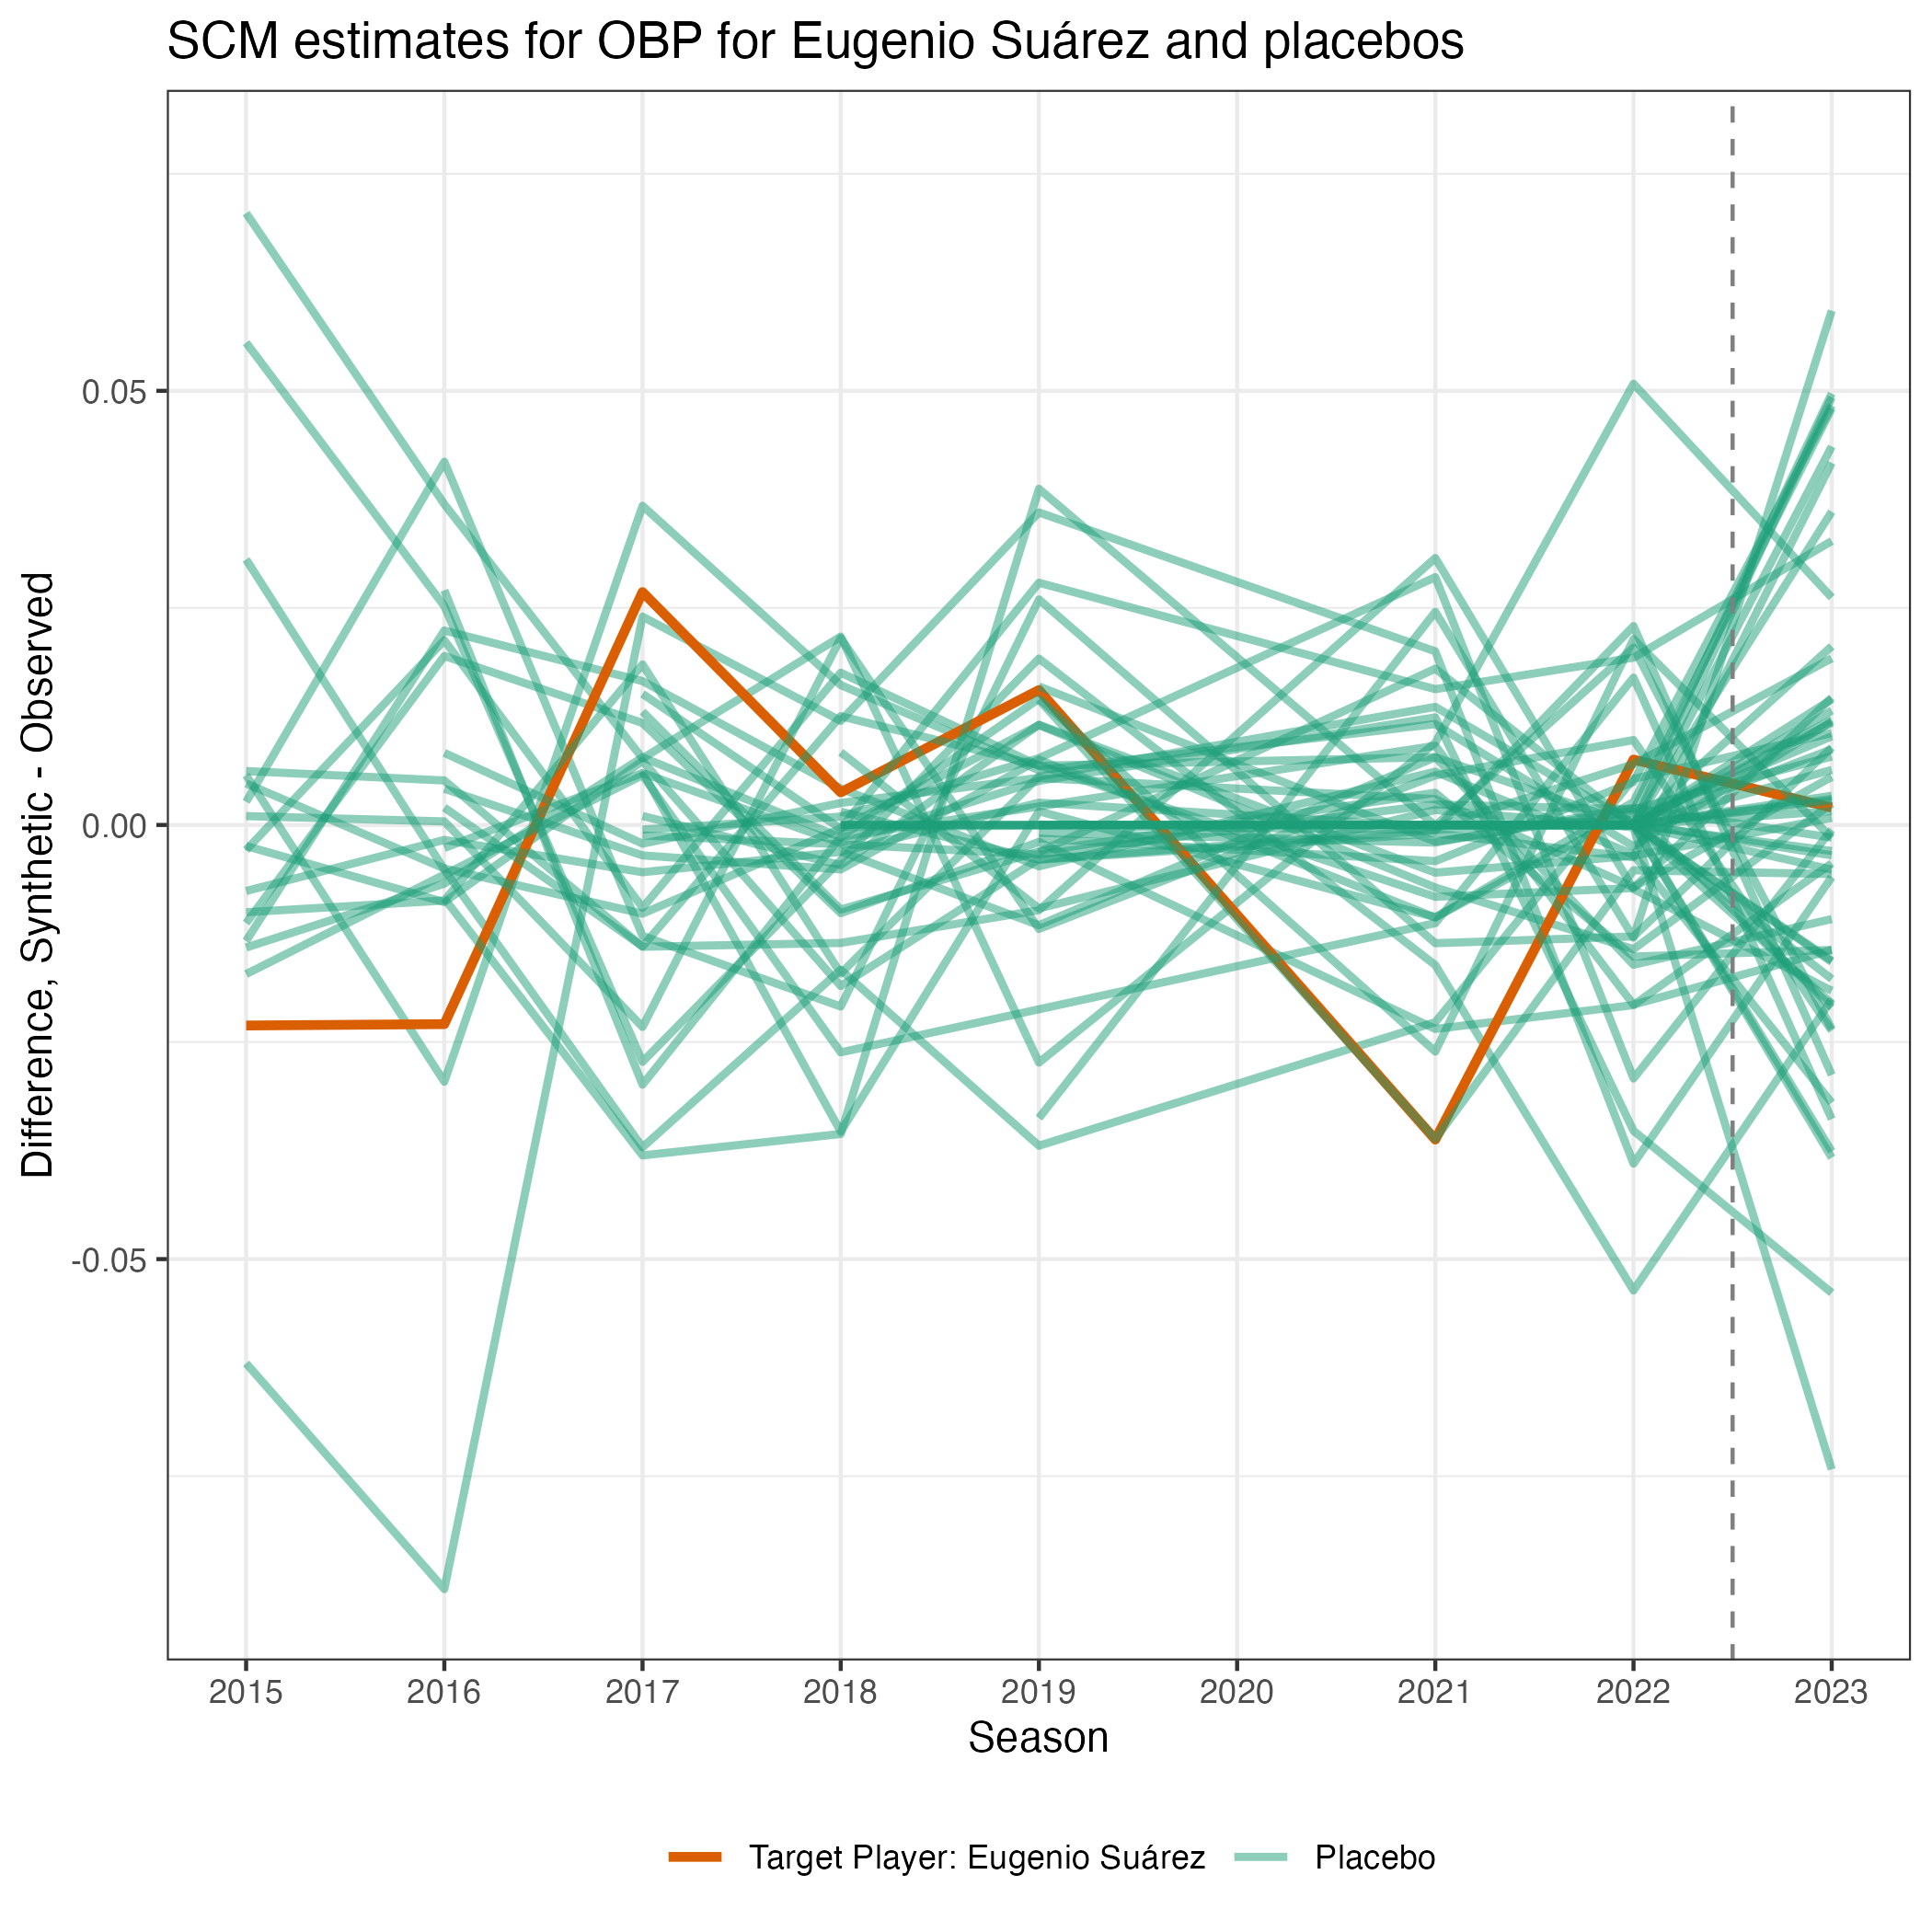 SCM estimates for OBP for Eugenio Suárez and placebos
Difference, Synthetic - Observed
0.05
0.00
-0.05
2015 2016 2017 2018 2019 2020 2021 2022 2023
Season
Target Player: Eugenio Suárez Placebo